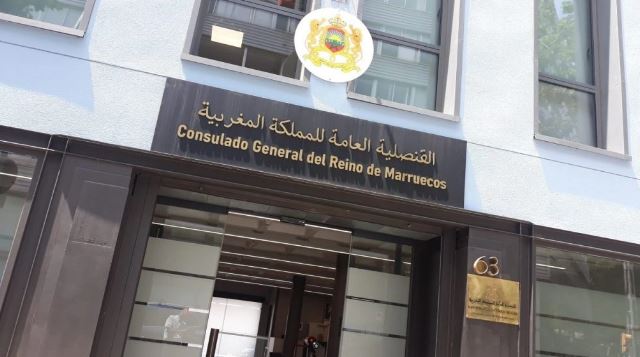 القنصلية العامة للمملكة المغربية
Consulado General del Reino de Marruecos
63